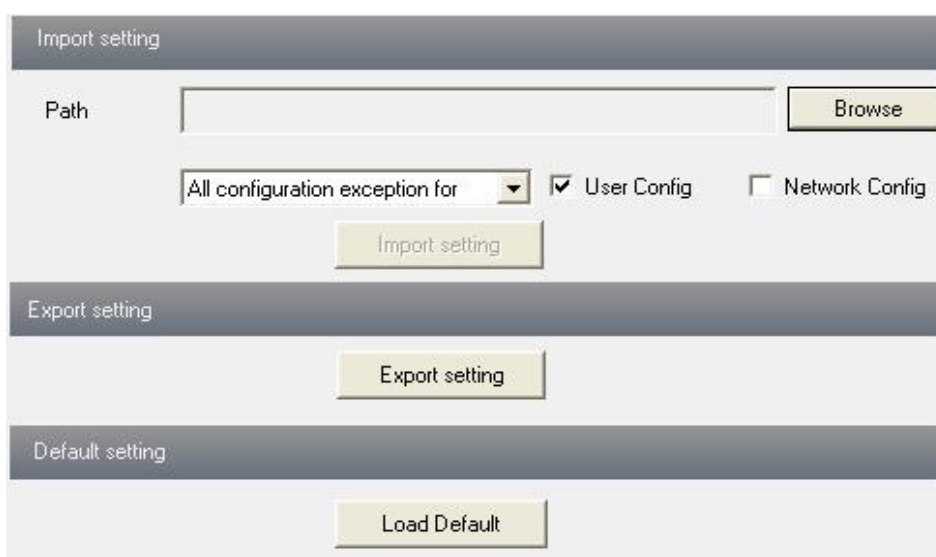 Import setting
Path
Browse
All configuration exception for
User Config
Network Config
Import setting
Export setting
Export setting
Default setting
Load Default